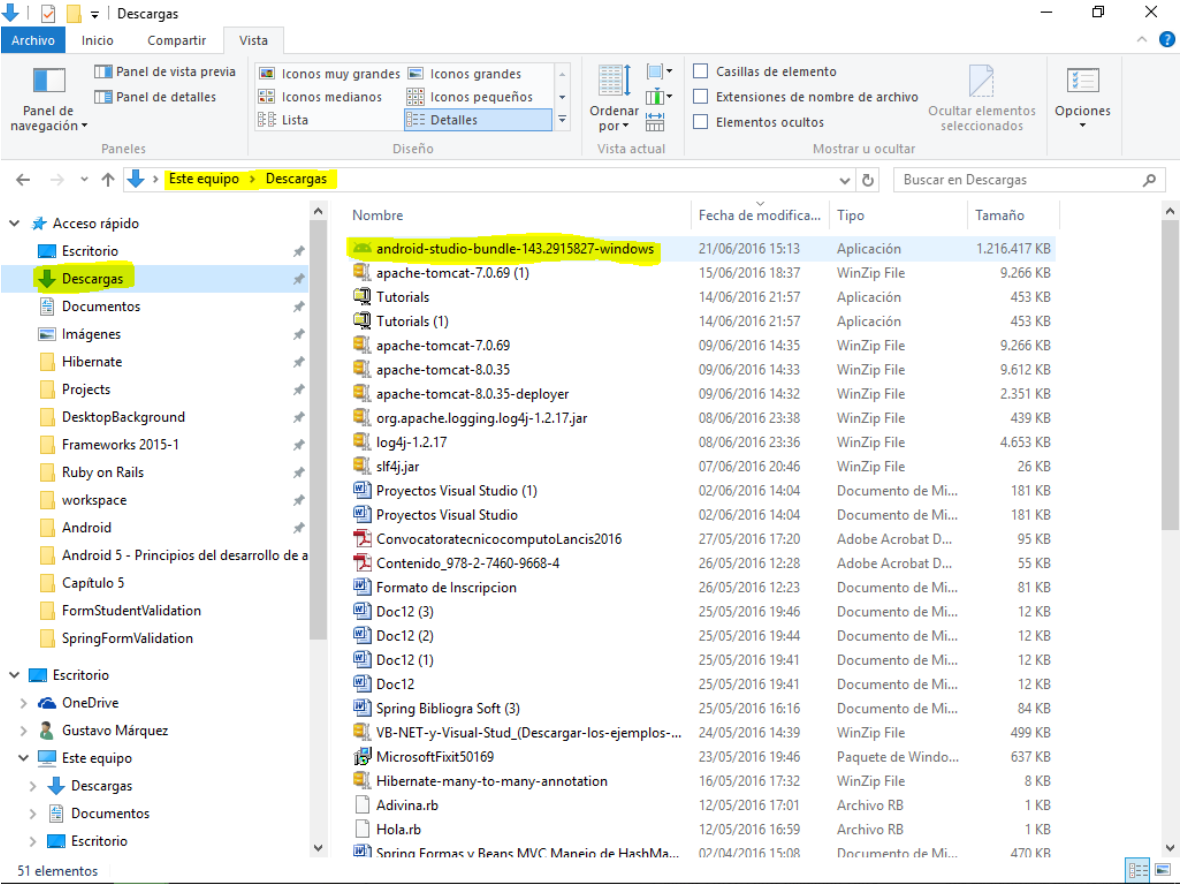 Descargas
Archivo Inicio Compartir Vista
Panel de navegación
Panel de vista previa
Panel de detalles
Paneles
Iconos muy grandes Iconos grandes
Iconos medianos Iconos pequeños
Lista Detalles
Diseño
Ordenar por
Vista actual
Casillas de elemento
Extensiones de nombre de archivo
Elementos ocultos
Ocultar elementos seleccionados
Mostrar u ocultar
Opciones
Este equipo > Descargas
Buscar en Descargas
Acceso rápido
Escritorio
Descargas
Documentos
Imágenes
Hibernate
Projects
DesktopBackground
Frameworks 2015-1
Ruby on Rails
workspace
Android
Android 5 - Principios del desarrollo de a
Capítulo 5
FormStudentValidation
SpringFormValidation
Escritorio
OneDrive
Gustavo Márquez
Este equipo
Descargas
Documentos
Escritorio
Nombre Fecha de modifica... Tipo Tamaño
android-studio-bundle-143.2915827-windows 21/06/2016 15:13 Aplicación 1.216.417 KB
apache-tomcat-7.0.69 (1) 15/06/2016 18:37 WinZip File 9.266 KB
Tutorials 14/06/2016 21:57 Aplicación 453 KB
Tutorials (1) 14/06/2016 21:57 Aplicación 453 KB
apache-tomcat-7.0.69 09/06/2016 14:35 WinZip File 9.266 KB
apache-tomcat-8.0.35 09/06/2016 14:33 WinZip File 9.612 KB
apache-tomcat-8.0.35-deployer 09/06/2016 14:32 WinZip File 2.351 KB
org.apache.logging.log4j-1.2.17.jar 08/06/2016 23:38 WinZip File 439 KB
log4j-1.2.17 08/06/2016 23:36 WinZip File 4.653 KB
slf4j.jar 07/06/2016 20:46 WinZip File 26 KB
Proyectos Visual Studio (1) 02/06/2016 14:04 Documento de Mi... 181 KB
Proyectos Visual Studio 02/06/2016 14:04 Documento de Mi... 181 KB
ConvocatoratecnicocomputoLancis2016 27/05/2016 17:20 Adobe Acrobat D... 95 KB
Contenido_978-2-7460-9668-4 26/05/2016 12:28 Adobe Acrobat D... 55 KB
Formato de Inscripcion 26/05/2016 12:23 Documento de Mi... 81 KB
Doc12 (3) 25/05/2016 19:46 Documento de Mi... 12 KB
Doc12 (2) 25/05/2016 19:44 Documento de Mi... 12 KB
Doc12 (1) 25/05/2016 19:41 Documento de Mi... 12 KB
Doc12 25/05/2016 19:41 Documento de Mi... 12 KB
Spring Bibliogra Soft (3) 25/05/2016 16:16 Documento de Mi... 84 KB
VB-NET-y-Visual-Stud_(Descargar-los-ejemplos-... 24/05/2016 14:39 WinZip File 499 KB
MicrosoftFixit50169 23/05/2016 19:46 Paquete de Windo... 637 KB
Hibernate-many-to-many-annotation 16/05/2016 17:32 WinZip File 8 KB
Adivina.rb 12/05/2016 17:01 Archivo RB 1 KB
Hola.rb 12/05/2016 16:59 Archivo RB 1 KB
Spring Formas y Beans MVC Manejo de HashMa... 02/04/2016 15:08 Documento de Mi... 470 KB
51 elementos